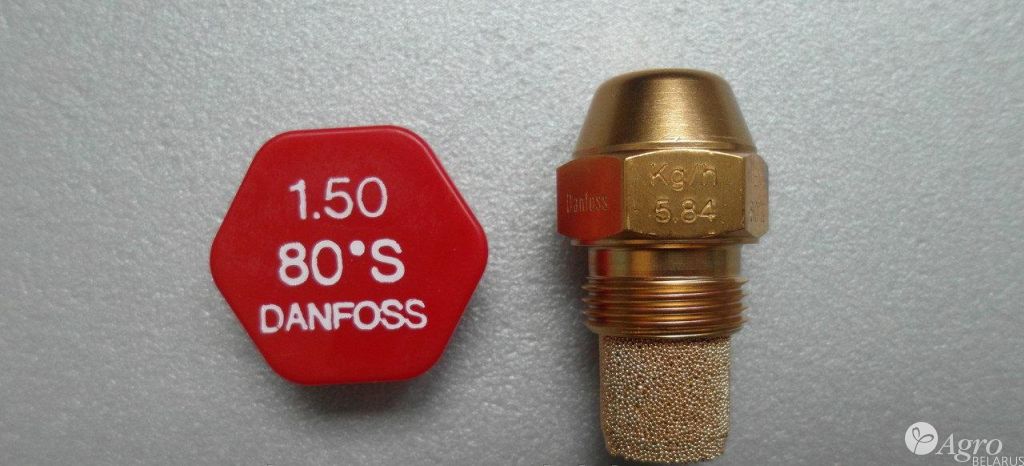 1.50
80°S
DANFOSS
Kg/h
5.84
Danfoss
Agro
BELARUS